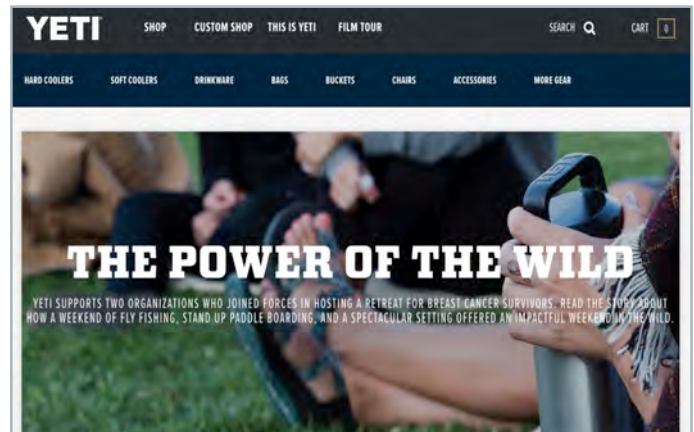 YETI SHOP CUSTOM SHOP THIS IS YETI FILM TOUR SEARCH CART 0
HARD COOLERS SOFT COOLERS DRINKWARE BAGS BUCKETS CHAIRS ACCESSORIES MORE GEAR
THE POWER OF THE WILD
YETI SUPPORTS TWO ORGANIZATIONS WHO JOINED FORCES IN HOSTING A RETREAT FOR BREAST CANCER SURVIVORS. READ THE STORY ABOUT
HOW A WEEKEND OF FLY FISHING, STAND UP PADDLE BOARDING, AND A SPECTACULAR SETTING OFFERED AN IMPACTFUL WEEKEND IN THE WILD.